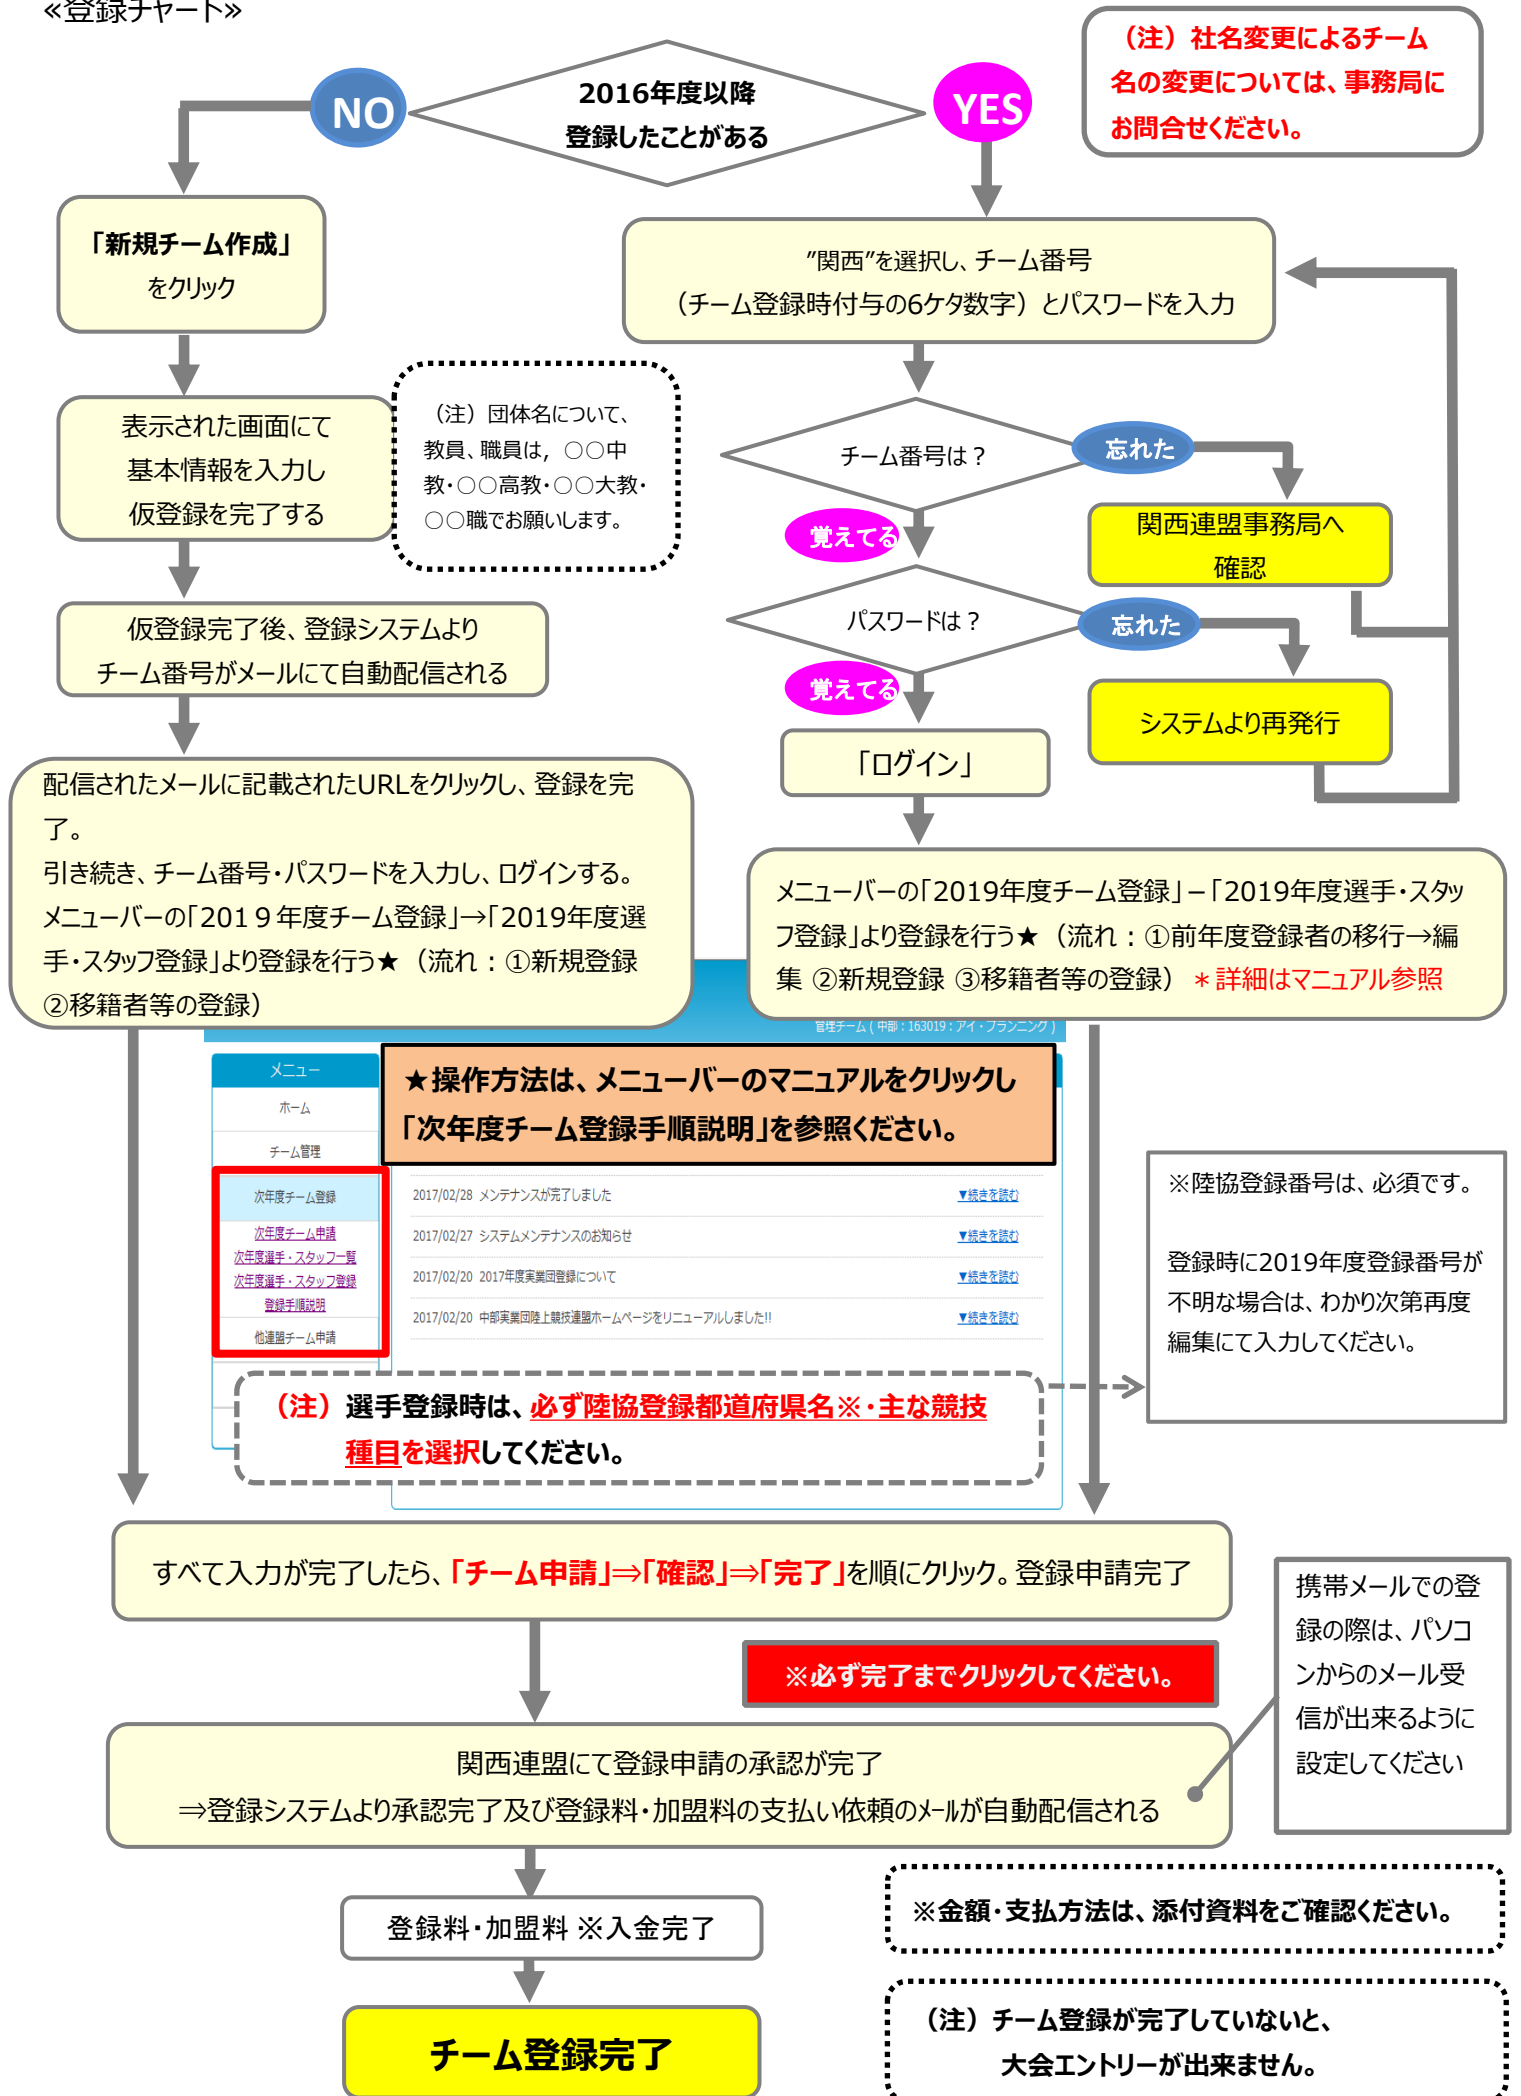 ≪登録チャート≫
（注）社名変更によるチーム
名の変更については、事務局に
お問合せください。
2016年度以降
登録したことがある
NO
YES
「新規チーム作成」
をクリック
”関西”を選択し、チーム番号
（チーム登録時付与の6ケタ数字）とパスワードを入力
表示された画面にて
基本情報を入力し
仮登録を完了する
（注）団体名について、
教員、職員は，○○中
教・○○高教・○○大教・
○○職でお願いします。
チーム番号は？
忘れた
覚えてる
関西連盟事務局へ
確認
仮登録完了後、登録システムより
チーム番号がメールにて自動配信される
パスワードは？
忘れた
覚えてる
システムより再発行
「ログイン」
配信されたメールに記載されたURLをクリックし、登録を完
了。
引き続き、チーム番号・パスワードを入力し、ログインする。
メニューバーの「201９年度チーム登録」→「2019年度選
手・スタッフ登録」より登録を行う★（流れ：①新規登録
②移籍者等の登録）
メニューバーの「2019年度チーム登録」－「2019年度選手・スタッ
フ登録」より登録を行う★（流れ：①前年度登録者の移行→編
集 ②新規登録 ③移籍者等の登録）＊詳細はマニュアル参照
管理チーム ( 中部：163019：アイ・プランニング )
メニュー
ホーム
チーム管理
次年度チーム登録
次年度チーム申請
次年度選手・スタッフ一覧
次年度選手・スタッフ登録
登録手順説明
他連盟チーム申請
★操作方法は、メニューバーのマニュアルをクリックし
「次年度チーム登録手順説明」を参照ください。
2017/02/28 メンテナンスが完了しました ▼続きを読む
2017/02/27 システムメンテナンスのお知らせ ▼続きを読む
2017/02/20 2017年度実業団登録について ▼続きを読む
2017/02/20 中部実業団陸上競技連盟ホームページをリニューアルしました!! ▼続きを読む
※陸協登録番号は、必須です。
登録時に2019年度登録番号が
不明な場合は、わかり次第再度
編集にて入力してください。
（注）選手登録時は、必ず陸協登録都道府県名※・主な競技
種目を選択してください。
すべて入力が完了したら、「チーム申請」⇒「確認」⇒「完了」を順にクリック。登録申請完了
※必ず完了までクリックしてください。
携帯メールでの登
録の際は、パソコ
ンからのメール受
信が出来るように
設定してください
関西連盟にて登録申請の承認が完了
⇒登録システムより承認完了及び登録料・加盟料の支払い依頼のメールが自動配信される
登録料・加盟料 ※入金完了
※金額・支払方法は、添付資料をご確認ください。
チーム登録完了
（注）チーム登録が完了していないと、
大会エントリーが出来ません。